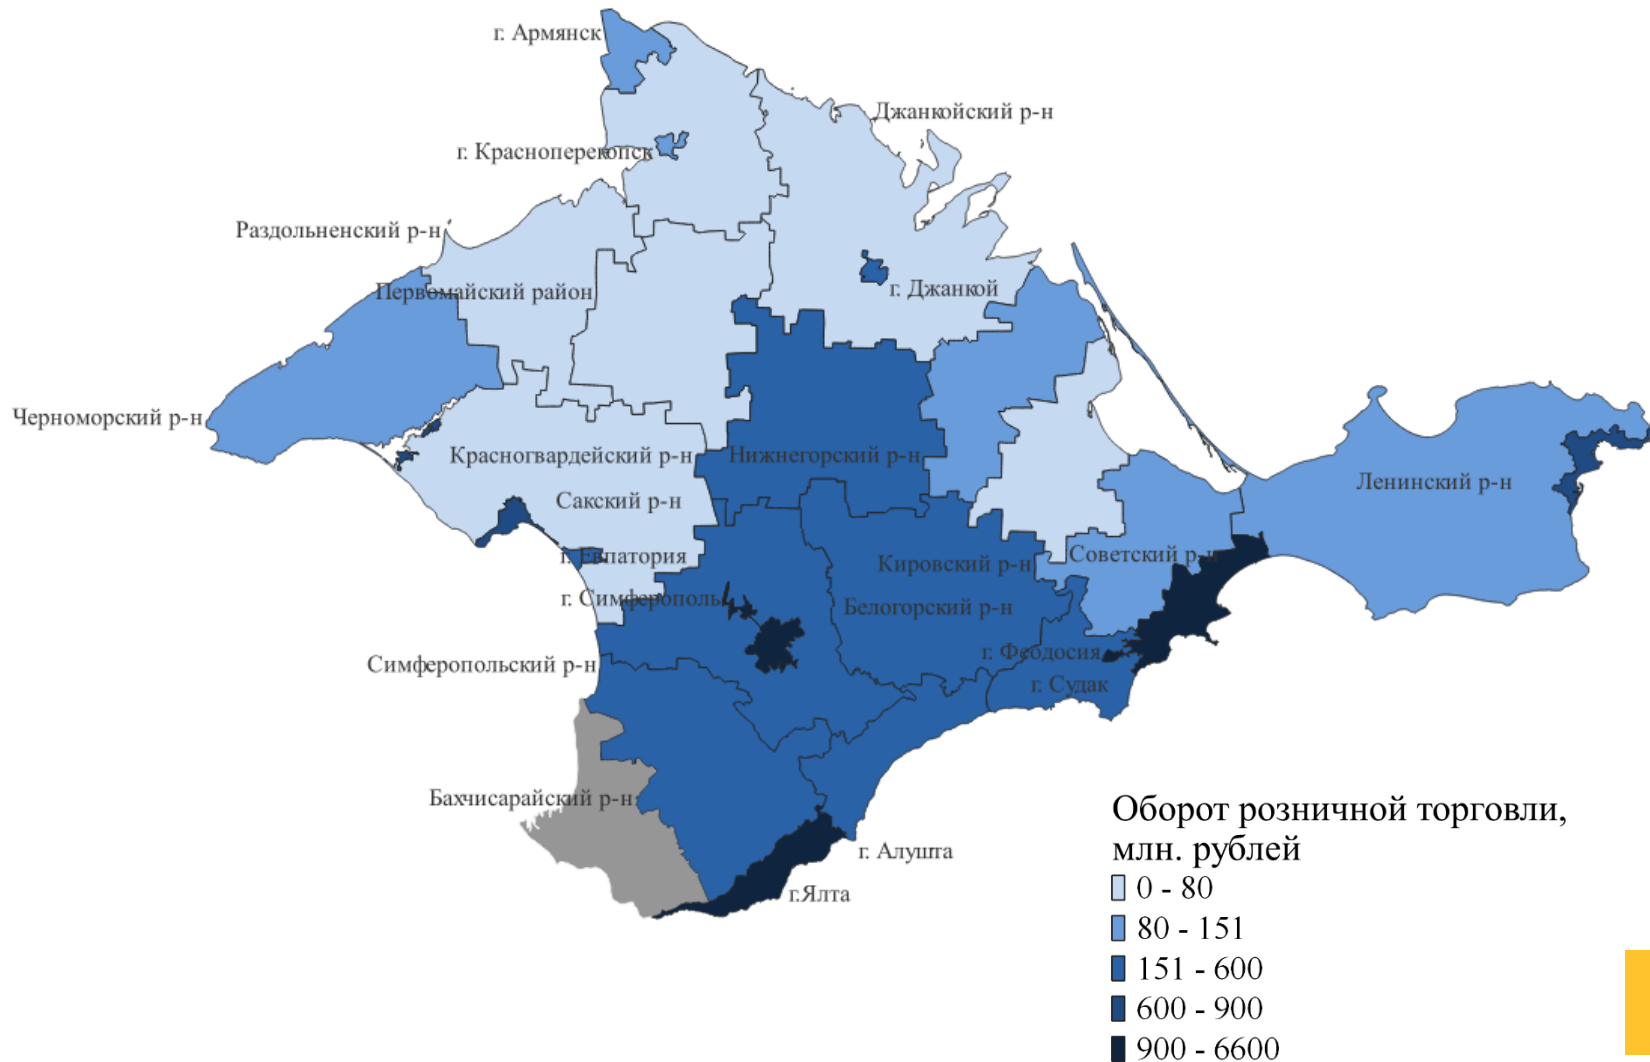 г. Армянск
Джанкойский р-н
г. Красноперекопск
Раздольненский р-н
г. Джанкой
Первомайский район
Черноморский р-н
Красногвардейский р-н
Нижнегорский р-н
Ленинский р-н
Сакский р-н
г. Евпатория
Советский р-н
Кировский р-н
г. Симферополь
Белогорский р-н
г. Феодосия
Симферопольский р-н
г. Судак
Бахчисарайский р-н
г. Алушта
г.Ялта
Оборот розничной торговли,
млн. рублей
0 - 80
80 - 151
151 - 600
600 - 900
900 - 6600